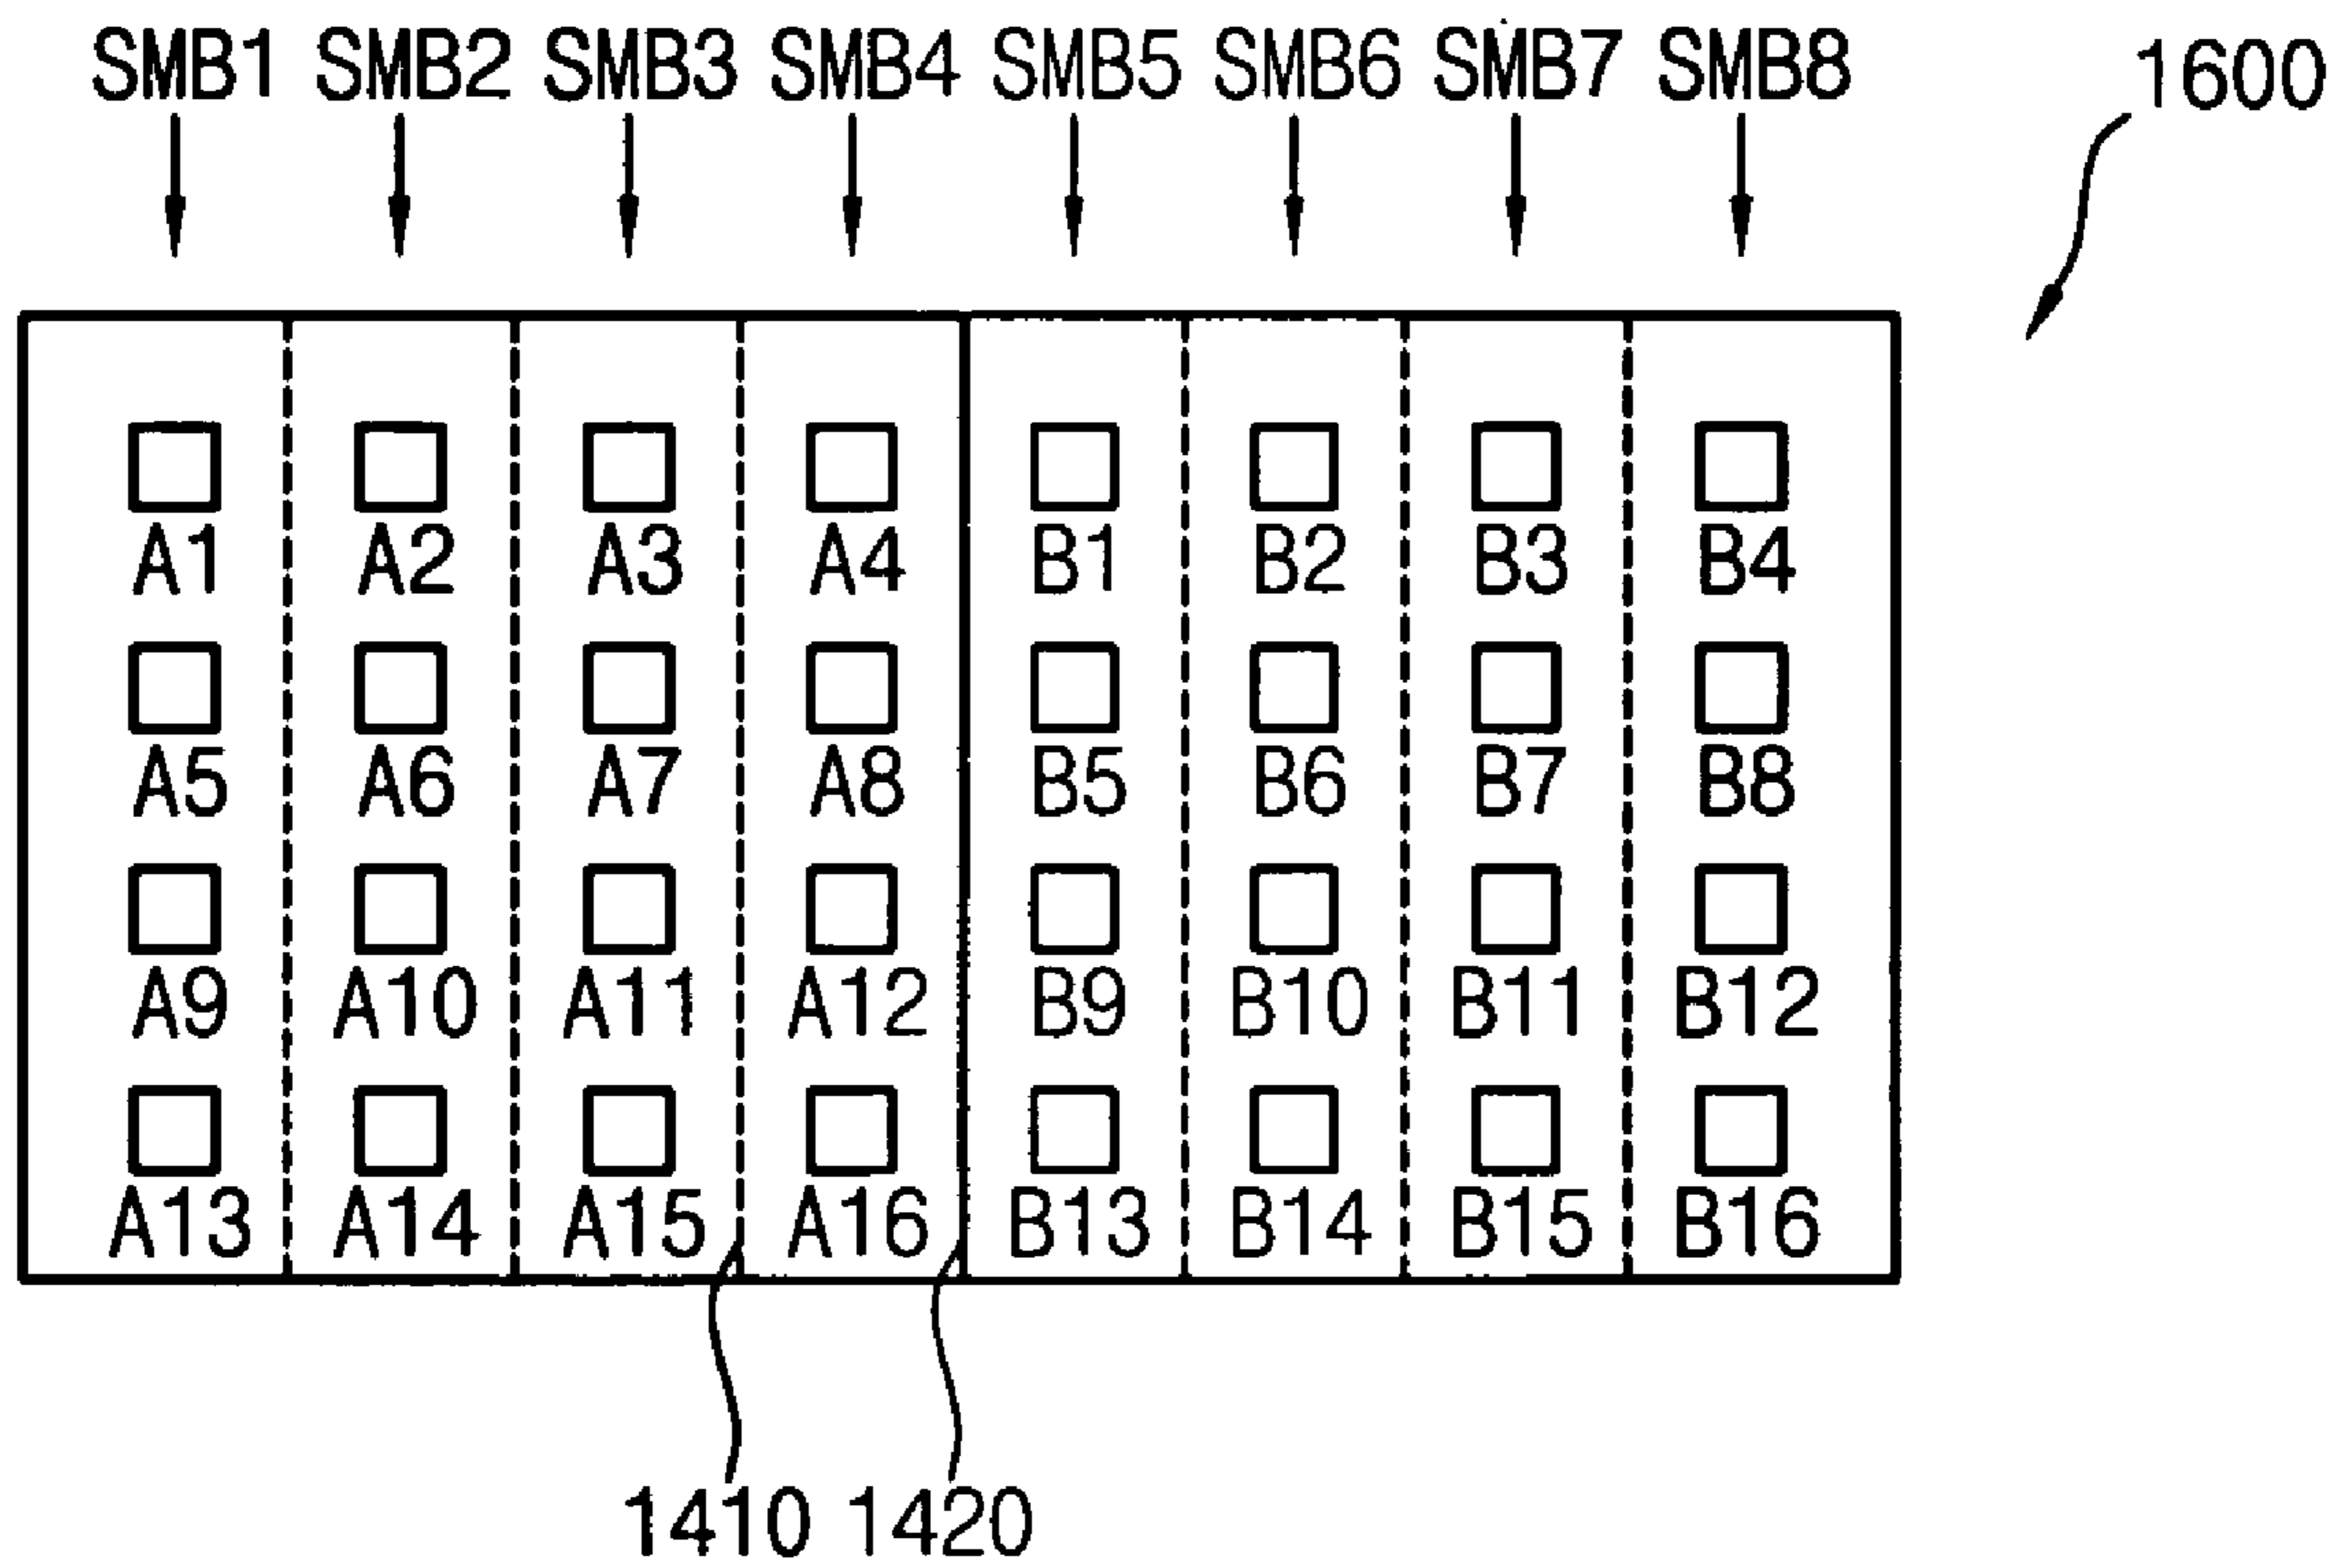 SMB1 SMB2 SMB3 SMB4 SMB5 SMB6 SMB7 SMB8 1600
A1 A2 A3 A4 B1 B2 B3 B4
A5 A6 A7 A8 B5 B6 B7 B8
A9 A10 A11 A12 B9 B10 B11 B12
A13 A14 A15 A16 B13 B14 B15 B16
1410 1420